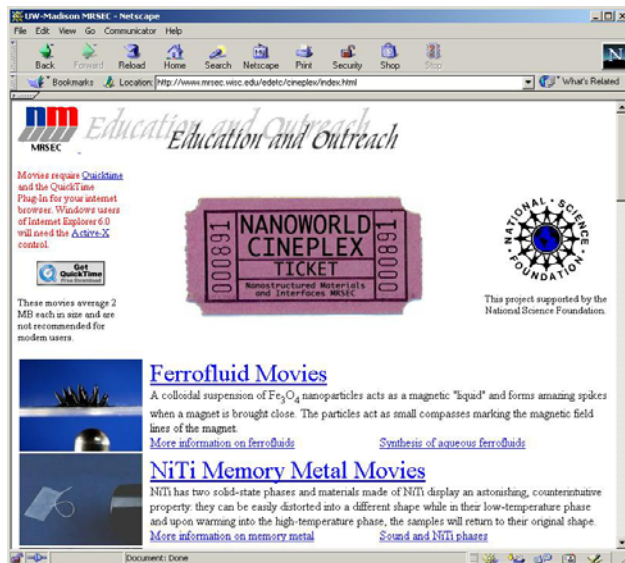 UW-Madison MRSEC - Netscape
File Edit View Go Communicator Help
Back Forward Reload Home Search Netscape Print Security Shop Stop
N
Bookmarks Location: http://www.mrsec.wisc.edu/edetc/cineplex/index.html What's Related
nm
MRSEC
Education and Outreach
Education and Outreach
Movies require Quicktime
and the QuickTime
Plug-In for your internet
browser. Windows users
of Internet Explorer 6.0
will need the Active-X
control.
Get
QuickTime
Free Download
These movies average 2
MB each in size and are
not recommended for
modem users.
000891
NANOWORLD
CINEPLEX
TICKET
Nanostructured Materials
and Interfaces MRSEC
000891
NATIONAL SCIENCE
FOUNDATION
This project supported by the
National Science Foundation.
Ferrofluid Movies
A colloidal suspension of Fe3O4 nanoparticles acts as a magnetic "liquid" and forms amazing spikes
when a magnet is brought close. The particles act as small compasses marking the magnetic field
lines of the magnet.
More information on ferrofluids Synthesis of aqueous ferrofluids
NiTi Memory Metal Movies
NiTi has two solid-state phases and materials made of NiTi display an astonishing, counterintuitive
property: they can be easily distorted into a different shape while in their low-temperature phase
and upon warming into the high-temperature phase, the samples will return to their original shape.
More information on memory metal Sound and NiTi phases
Document: Done